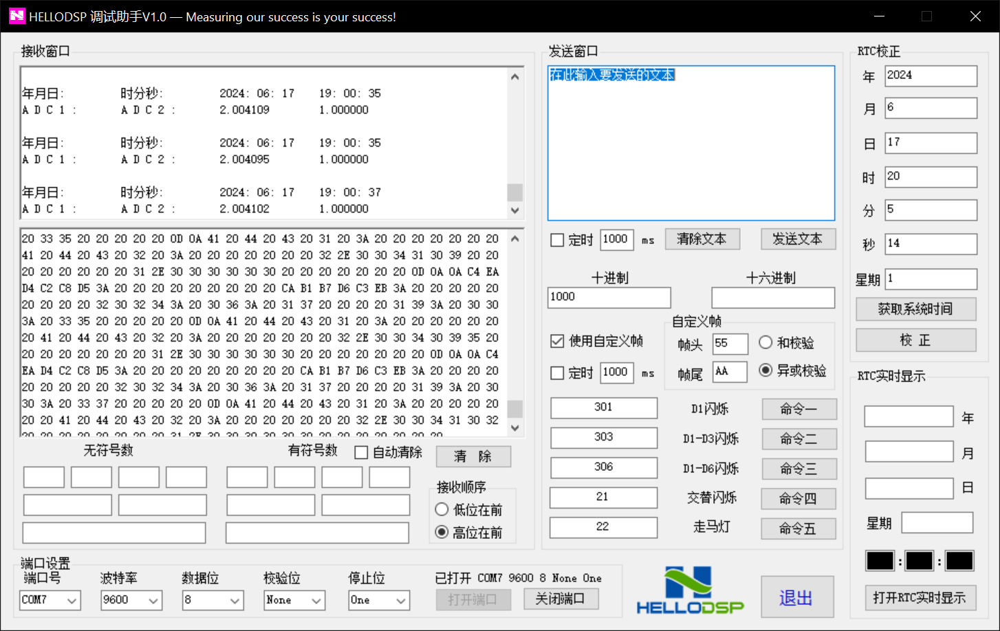 HELLODSP 调试助手V1.0 — Measuring our success is your success!
接收窗口
年月日: 时分秒: 2024: 06: 17 19: 00: 35
A D C 1 : A D C 2 : 2.004109 1.000000
年月日: 时分秒: 2024: 06: 17 19: 00: 35
A D C 1 : A D C 2 : 2.004095 1.000000
年月日: 时分秒: 2024: 06: 17 19: 00: 37
A D C 1 : A D C 2 : 2.004102 1.000000
20 33 35 20 20 20 20 20 0D 0A 41 20 44 20 43 20 31 20 3A 20 20 20 20 20 20 20
41 20 44 20 43 20 32 20 3A 20 20 20 20 20 20 20 32 2E 30 30 34 31 30 39 20 20
20 20 20 20 20 20 31 2E 30 30 30 30 30 30 20 20 20 20 20 20 20 0D 0A 0A C4 EA
D4 C2 C8 D5 3A 20 20 20 20 20 20 20 20 20 CA B1 B7 D6 C3 EB 3A 20 20 20 20 20
20 20 20 20 32 30 32 34 3A 20 30 36 3A 20 31 37 20 20 20 20 31 39 3A 20 30 30
3A 20 33 35 20 20 20 20 20 0D 0A 41 20 44 20 43 20 31 20 3A 20 20 20 20 20 20
20 41 20 44 20 43 20 32 20 3A 20 20 20 20 20 20 20 32 2E 30 30 34 30 39 35 20
20 20 20 20 20 20 20 31 2E 30 30 30 30 30 30 20 20 20 20 20 20 20 0D 0A 0A C4
EA D4 C2 C8 D5 3A 20 20 20 20 20 20 20 20 20 CA B1 B7 D6 C3 EB 3A 20 20 20 20
20 20 20 20 20 32 30 32 34 3A 20 30 36 3A 20 31 37 20 20 20 20 31 39 3A 20 30
30 3A 20 33 37 20 20 20 20 20 0D 0A 41 20 44 20 43 20 31 20 3A 20 20 20 20 20
20 20 41 20 44 20 43 20 32 20 3A 20 20 20 20 20 20 20 32 2E 30 30 34 31 30 32
20 20 20 20 20 20 20 20 31 2E 30 30 30 30 30 30 20 20 20 20 20 20 20
无符号数 有符号数 自动清除 清 除
接收顺序
低位在前
高位在前
发送窗口
在此输入要发送的文本
定时 1000 ms 清除文本 发送文本
十进制 十六进制
1000
使用自定义帧
定时 1000 ms
自定义帧
帧头 55 和校验
帧尾 AA 异或校验
301 D1闪烁 命令一
303 D1-D3闪烁 命令二
306 D1-D6闪烁 命令三
21 交替闪烁 命令四
22 走马灯 命令五
RTC校正
年 2024
月 6
日 17
时 20
分 5
秒 14
星期 1
获取系统时间
校 正
RTC实时显示
年
月
日
星期
: :
打开RTC实时显示
端口设置
端口号 波特率 数据位 校验位 停止位 已打开 COM7 9600 8 None One
COM7 9600 8 None One 打开端口 关闭端口
HELLODSP
退出